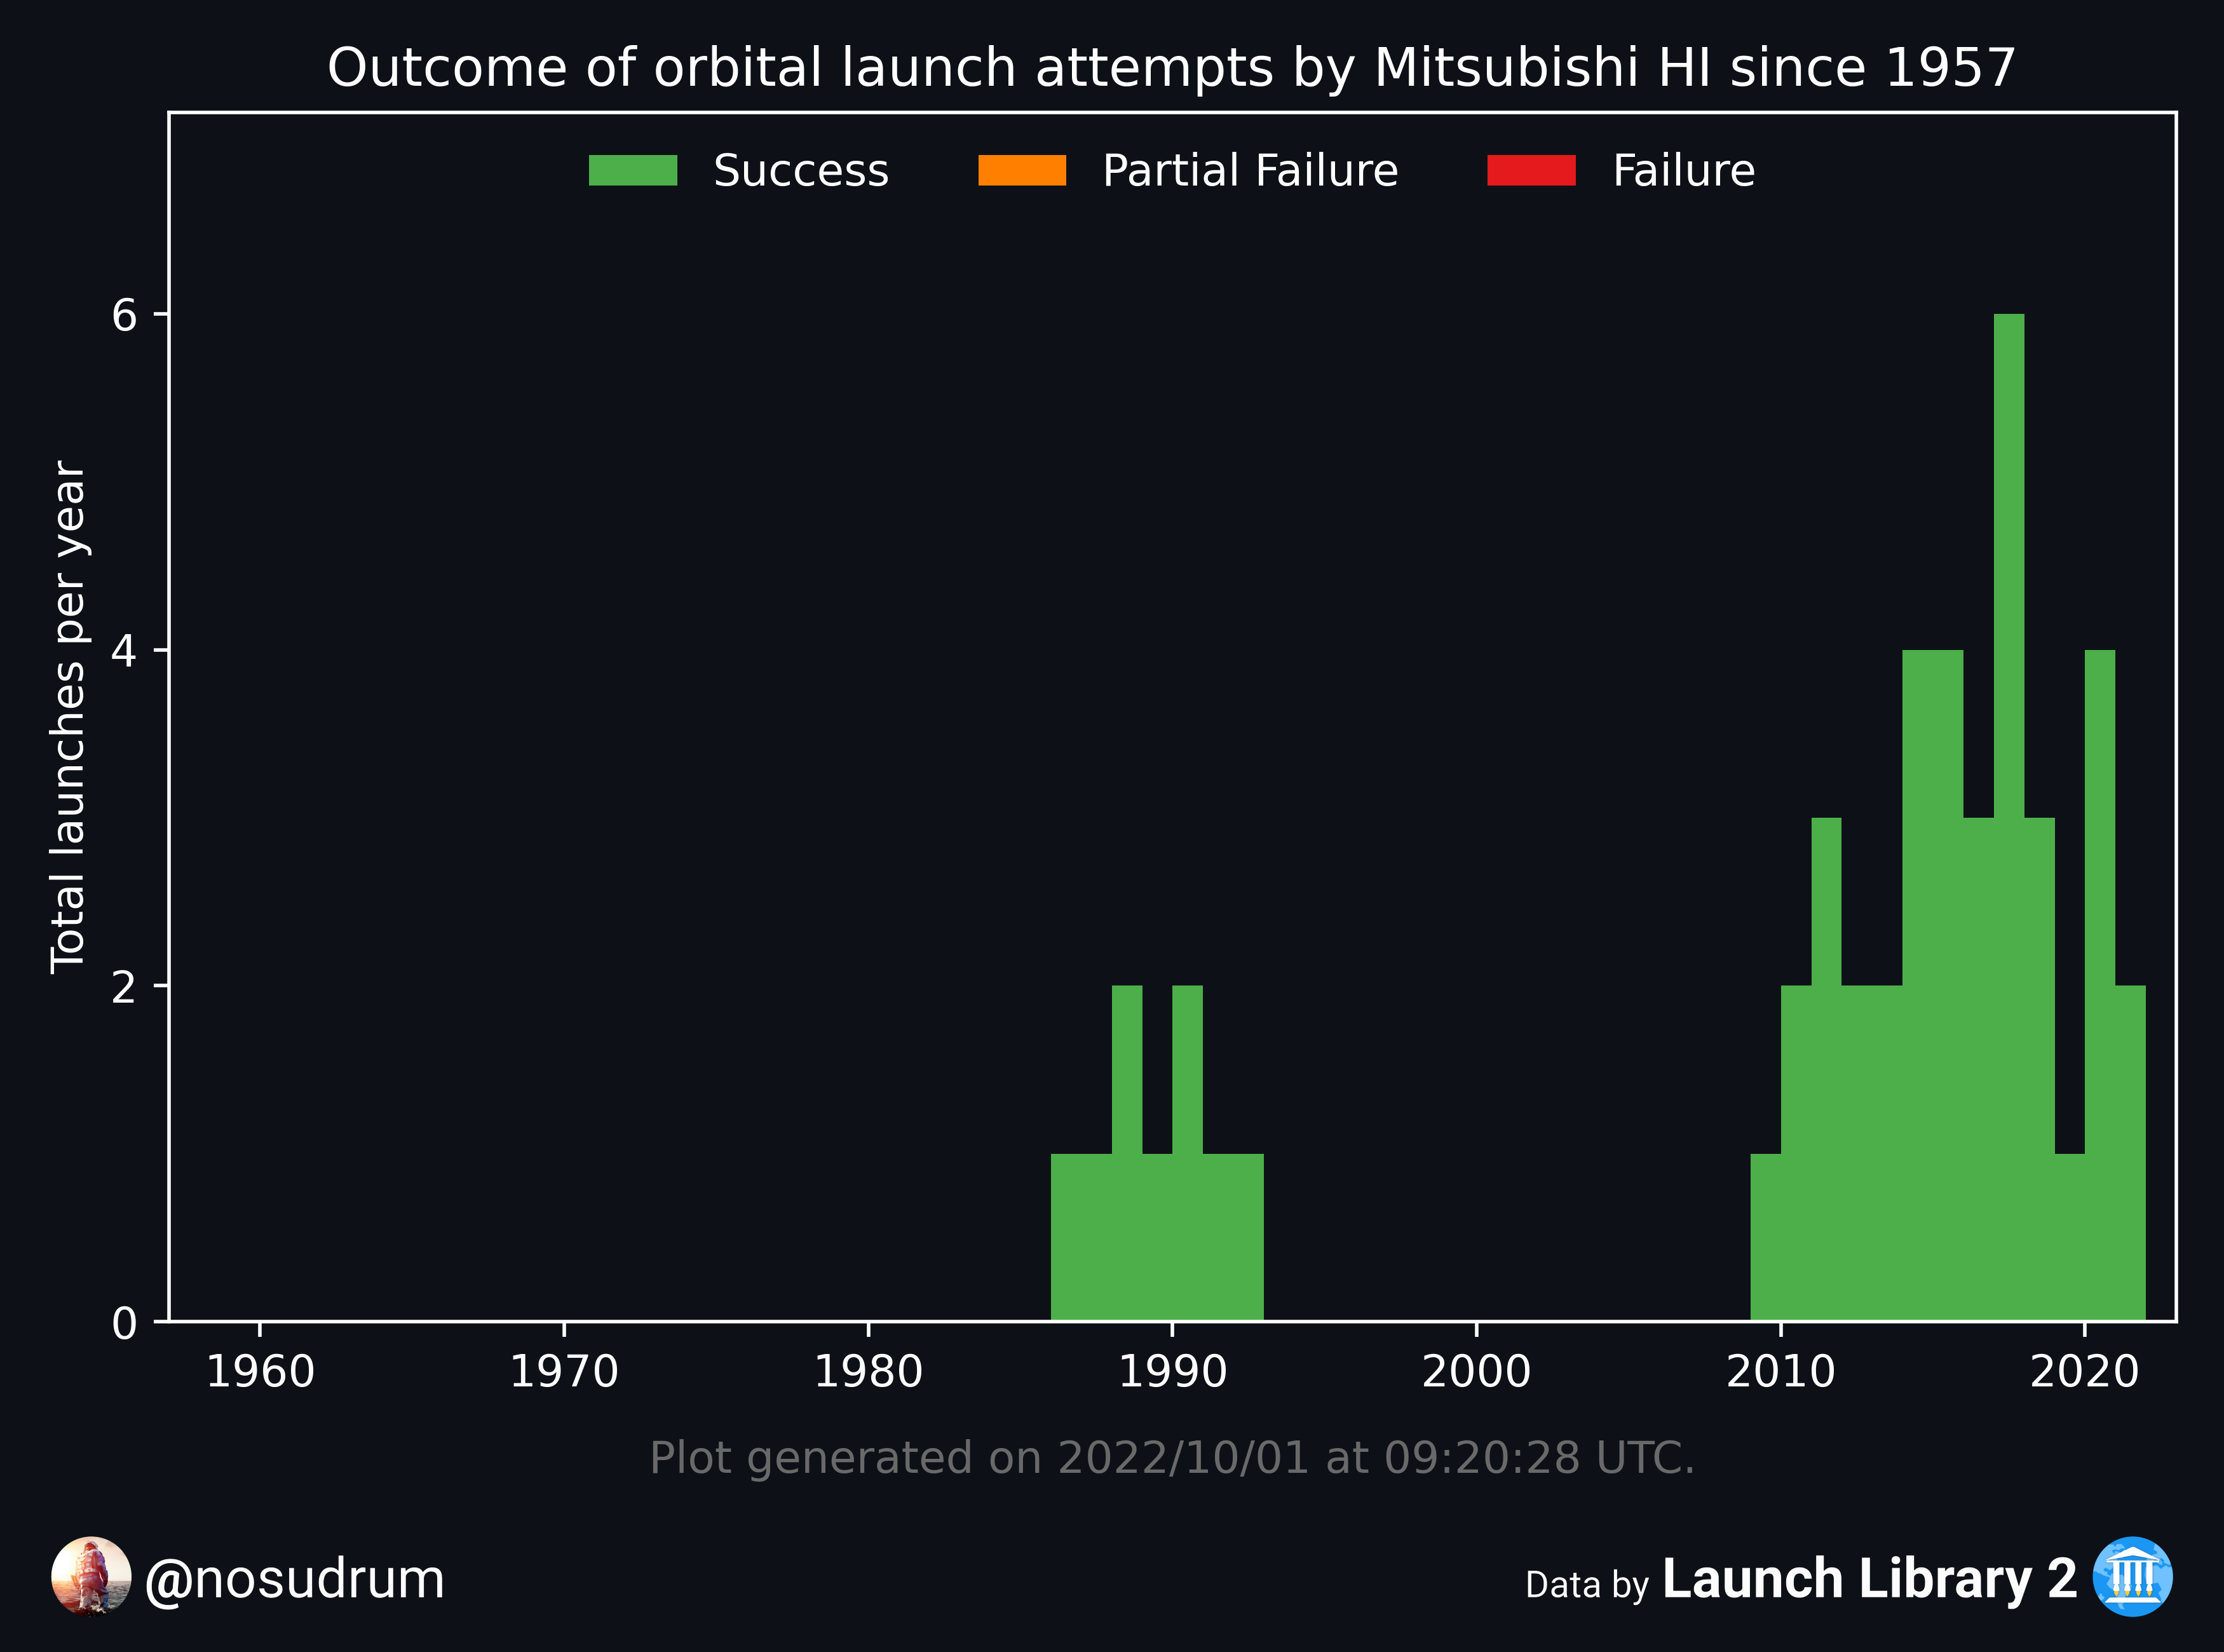 Outcome of orbital launch attempts by Mitsubishi HI since 1957
Success Partial Failure Failure
Total launches per year
6
4
2
0
1960 1970 1980 1990 2000 2010 2020
Plot generated on 2022/10/01 at 09:20:28 UTC.
@nosudrum
Data by Launch Library 2